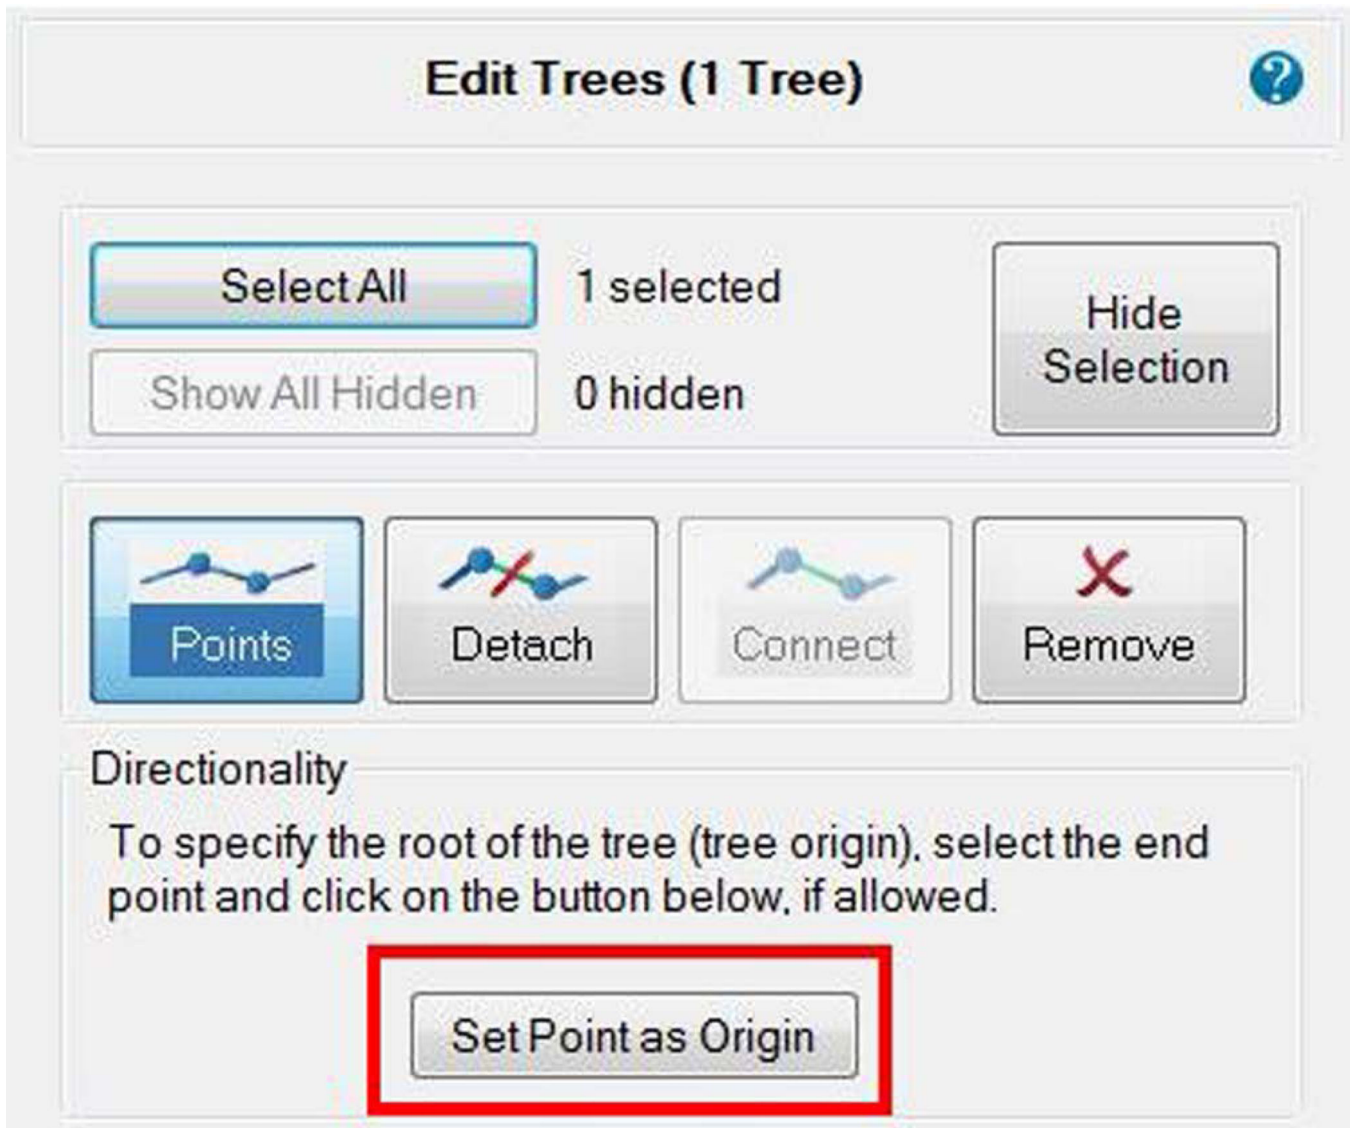 Edit Trees (1 Tree)
?
Select All
1 selected
Hide
Selection
Show All Hidden
0 hidden
Points
Detach
Connect
Remove
Directionality
To specify the root of the tree (tree origin), select the end
point and click on the button below, if allowed.
Set Point as Origin